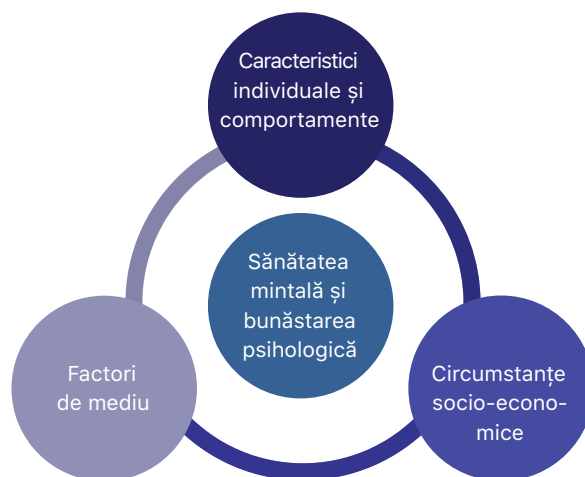 Caracteristici
individuale și
comportamente
Sănătatea
mintală și
bunăstarea
psihologică
Factori
de mediu
Circumstanțe
socio-econo-
mice